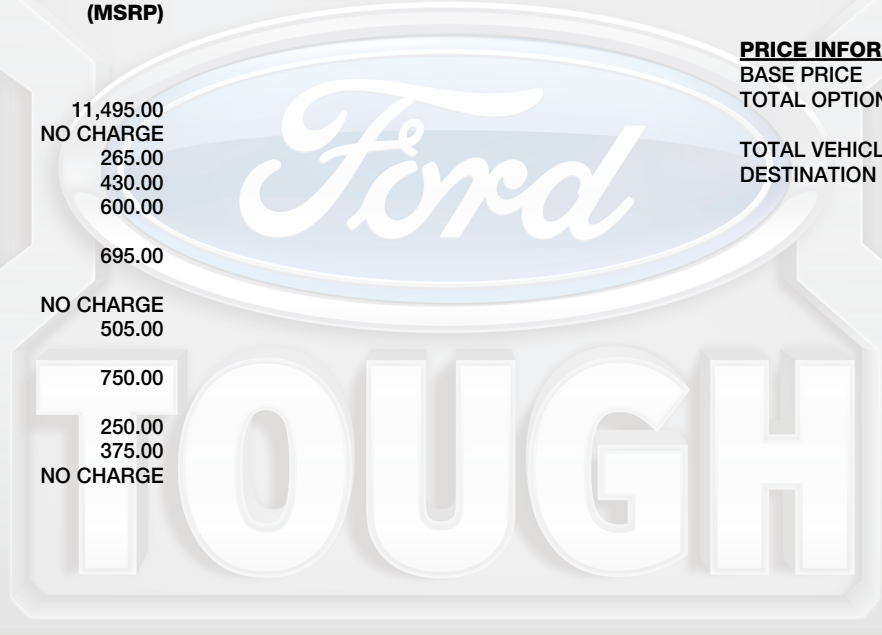 (MSRP)
11,495.00
NO CHARGE
265.00
430.00
600.00
695.00
NO CHARGE
505.00
750.00
250.00
375.00
NO CHARGE
PRICE INFOR
BASE PRICE
TOTAL OPTION
TOTAL VEHICL
DESTINATION
Ford
TOUGH